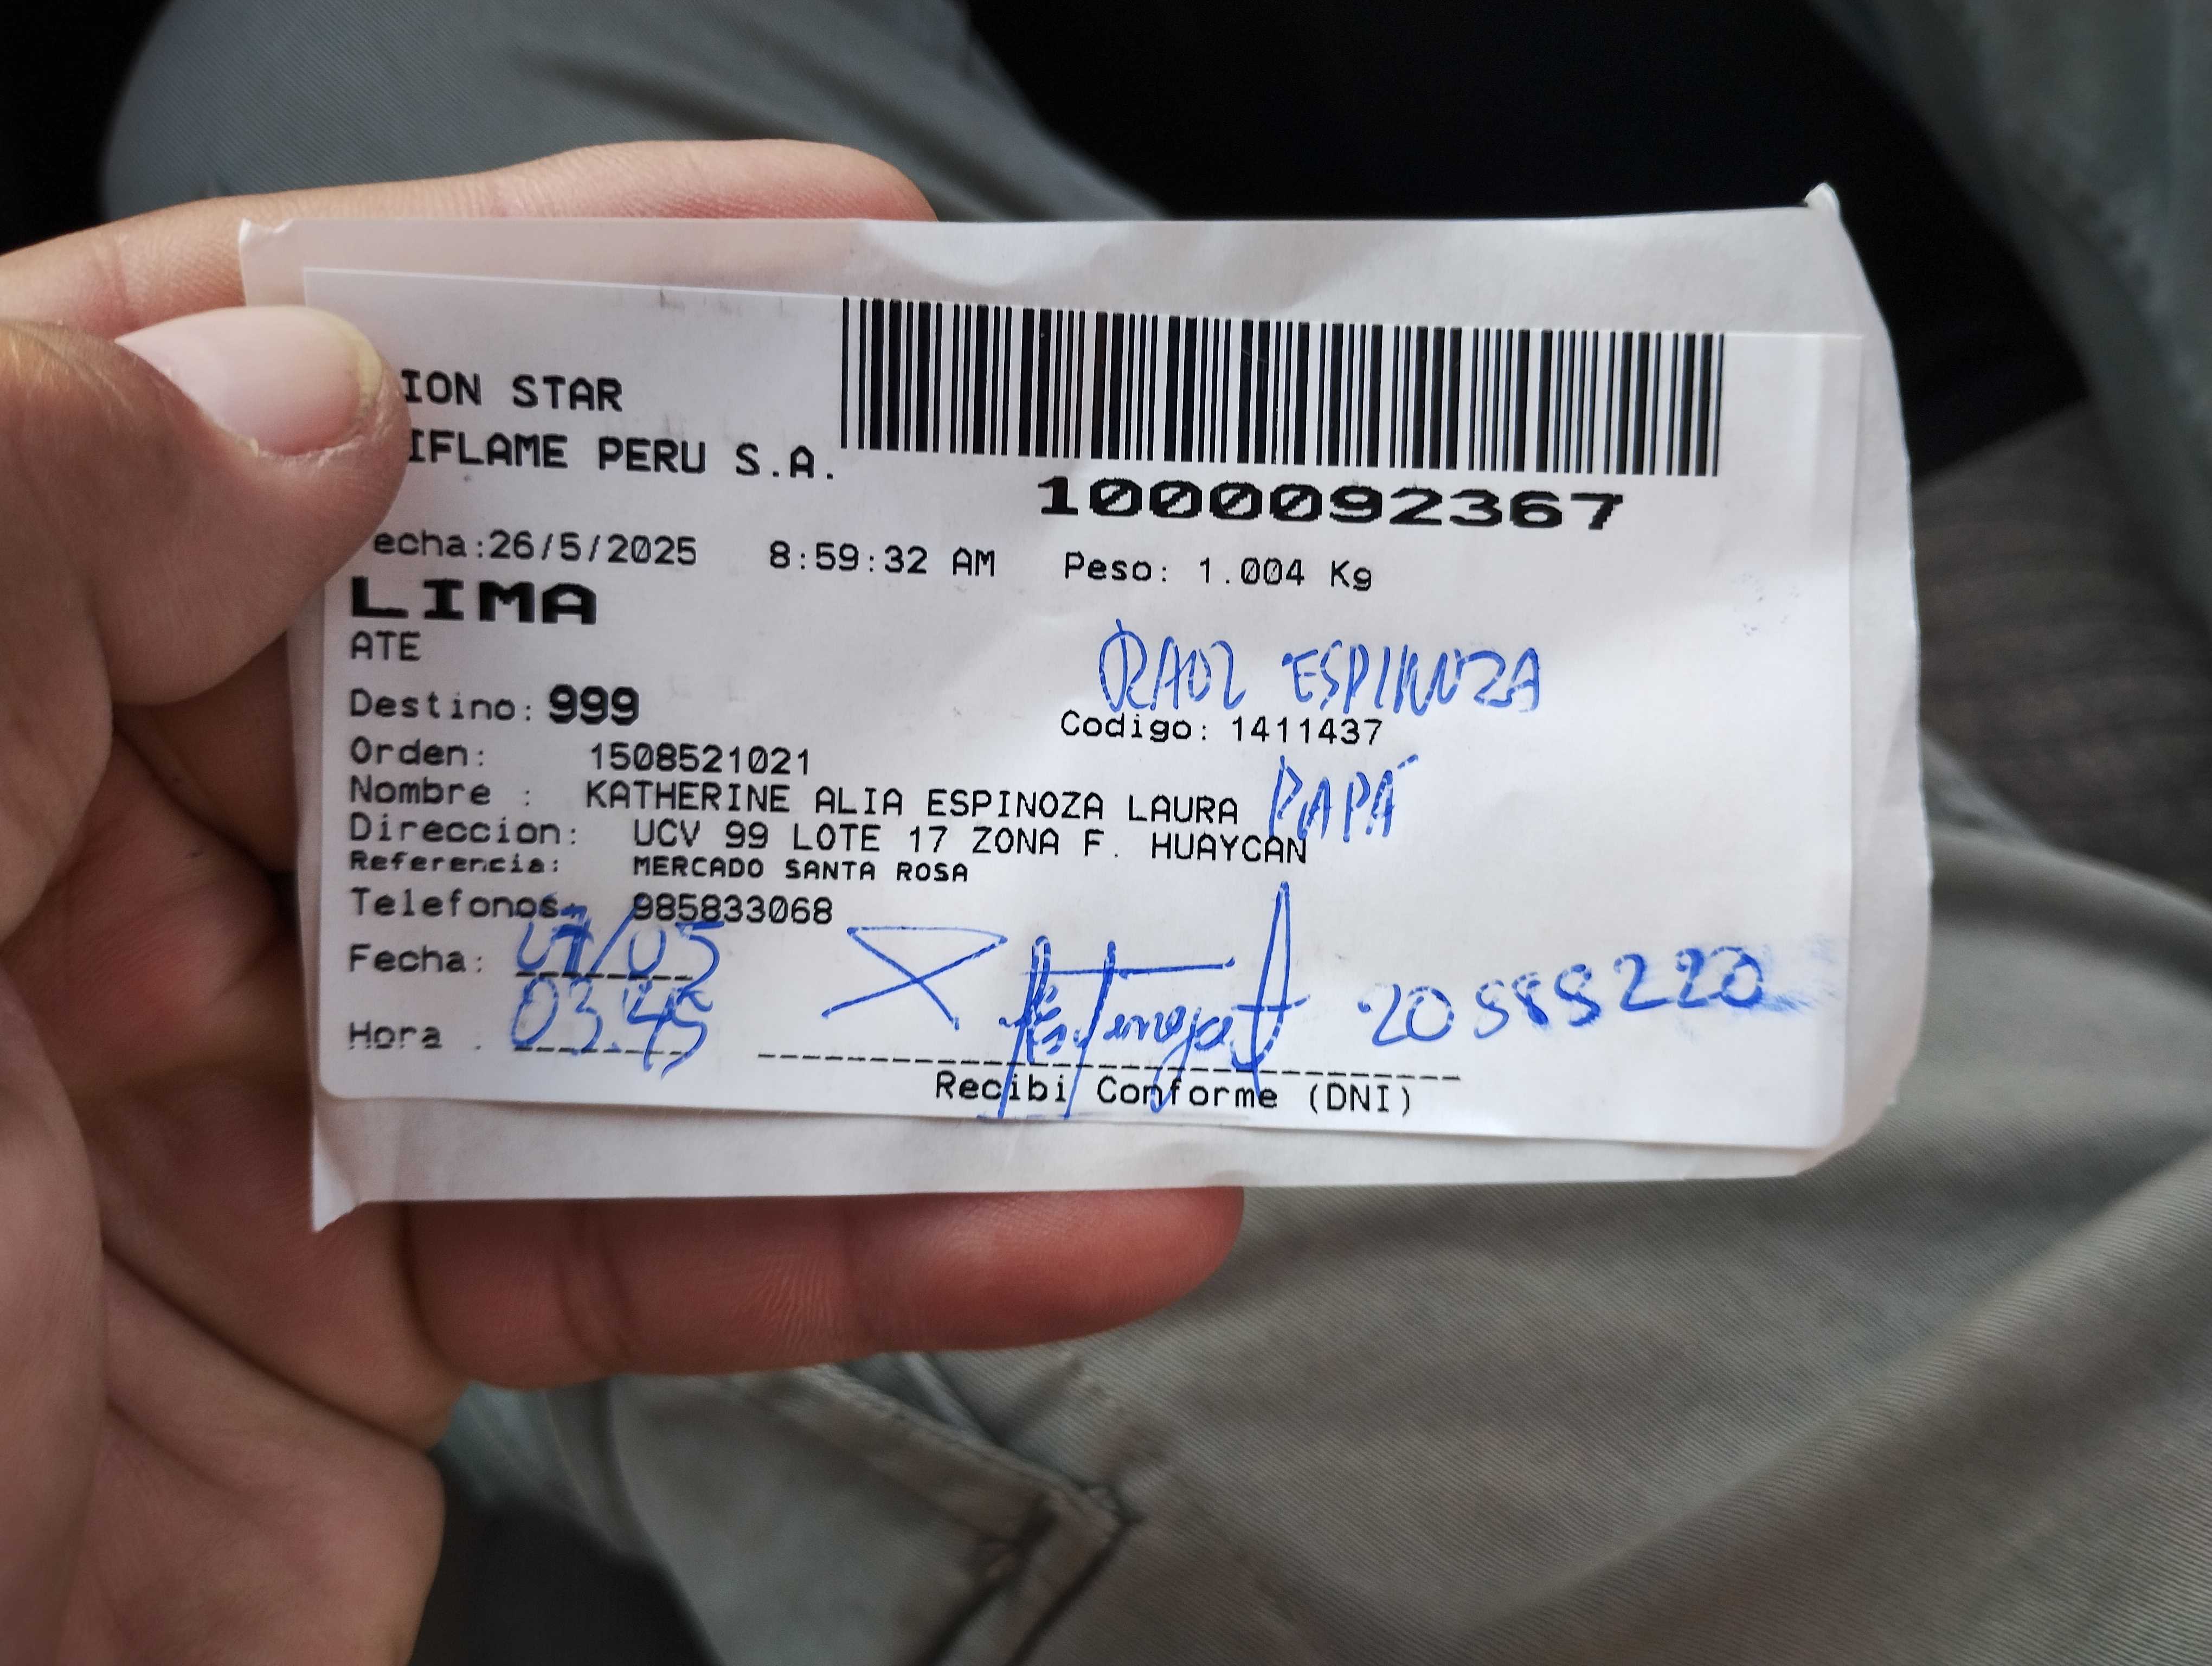 ION STAR
IFLAME PERU S.A.
1000092367
echa:26/5/2025 8:59:32 AM Peso: 1.004 Kg
LIMA
ATE
RAUL ESPINOZA
Destino: 999
Codigo: 1411437
Orden: 1508521021
Nombre : KATHERINE ALIA ESPINOZA LAURA PAPÁ
Direccion: UCV 99 LOTE 17 ZONA F. HUAYCAN
Referencia: MERCADO SANTA ROSA
Telefonos: 985833068
Fecha: /05
Hora : 03:45
Recibi Conforme (DNI)